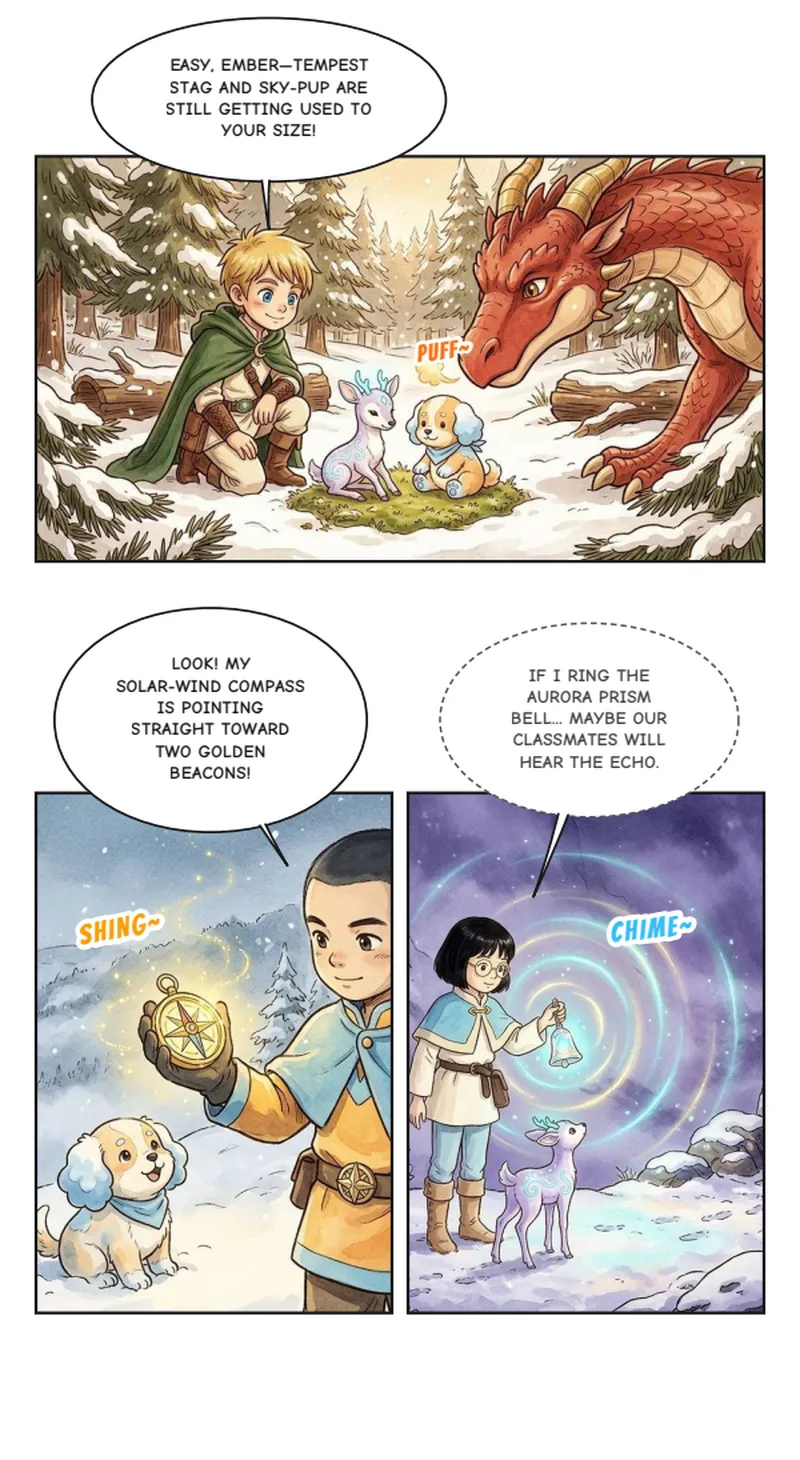 EASY, EMBER—TEMPEST
STAG AND SKY-PUP ARE
STILL GETTING USED TO
YOUR SIZE!
PUFF~
LOOK! MY
SOLAR-WIND COMPASS
IS POINTING
STRAIGHT TOWARD
TWO GOLDEN
BEACONS!
SHING~
IF I RING THE
AURORA PRISM
BELL... MAYBE OUR
CLASSMATES WILL
HEAR THE ECHO.
CHIME~